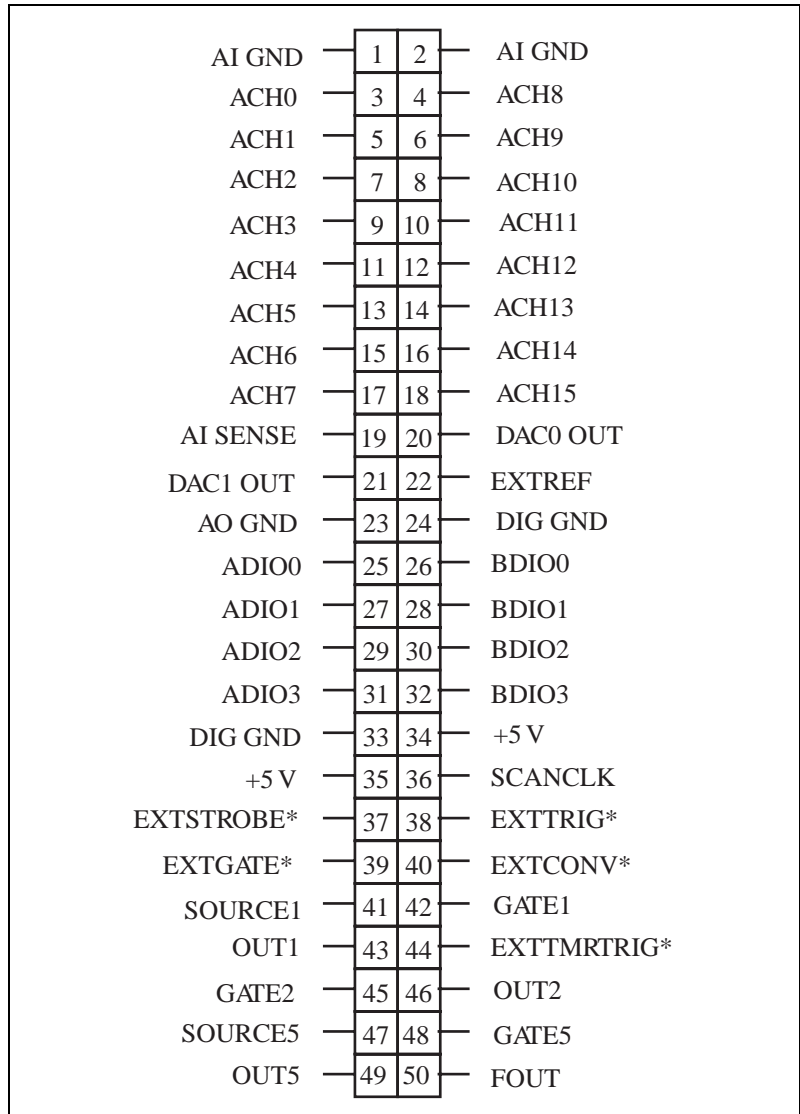 AI GND 1 2 AI GND
ACH0 3 4 ACH8
ACH1 5 6 ACH9
ACH2 7 8 ACH10
ACH3 9 10 ACH11
ACH4 11 12 ACH12
ACH5 13 14 ACH13
ACH6 15 16 ACH14
ACH7 17 18 ACH15
AI SENSE 19 20 DAC0 OUT
DAC1 OUT 21 22 EXTREF
AO GND 23 24 DIG GND
ADIO0 25 26 BDIO0
ADIO1 27 28 BDIO1
ADIO2 29 30 BDIO2
ADIO3 31 32 BDIO3
DIG GND 33 34 +5 V
+5 V 35 36 SCANCLK
EXTSTROBE* 37 38 EXTTRIG*
EXTGATE* 39 40 EXTCONV*
SOURCE1 41 42 GATE1
OUT1 43 44 EXTTMRTRIG*
GATE2 45 46 OUT2
SOURCE5 47 48 GATE5
OUT5 49 50 FOUT